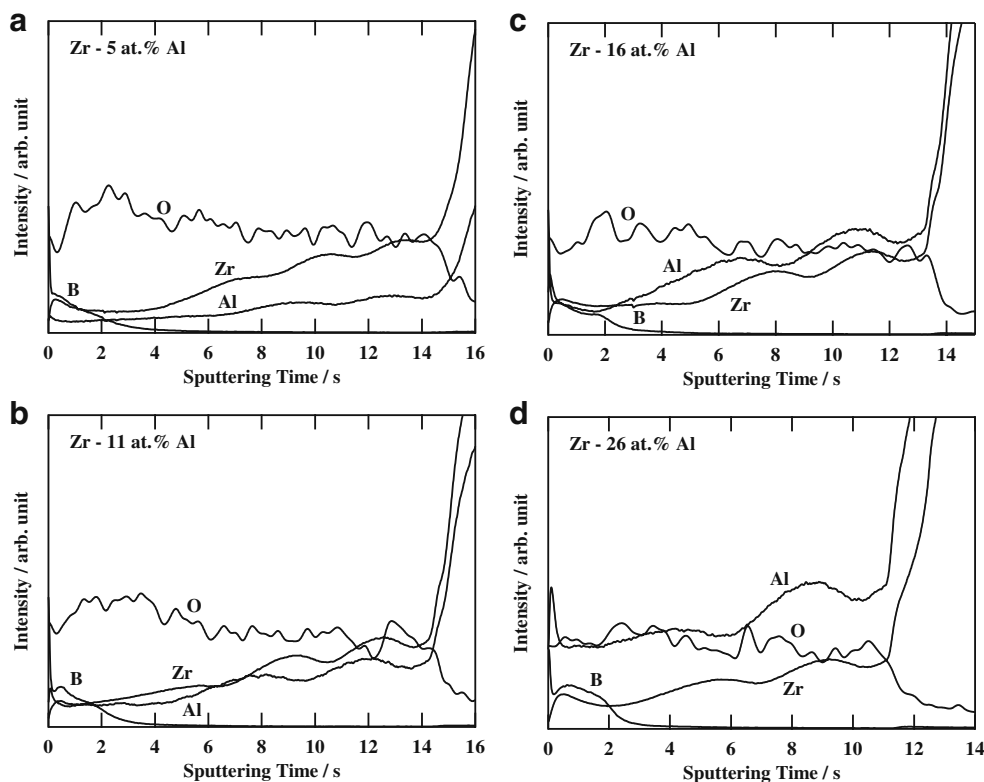 a
Zr - 5 at.% Al
Intensity / arb. unit
O
Zr
B
Al
0 2 4 6 8 10 12 14 16
Sputtering Time / s
b
Zr - 11 at.% Al
Intensity / arb. unit
O
B
Zr
Al
0 2 4 6 8 10 12 14 16
Sputtering Time / s
c
Zr - 16 at.% Al
Intensity / arb. unit
O
Al
Zr
B
0 2 4 6 8 10 12 14
Sputtering Time / s
d
Zr - 26 at.% Al
Intensity / arb. unit
Al
O
B
Zr
0 2 4 6 8 10 12 14
Sputtering Time / s